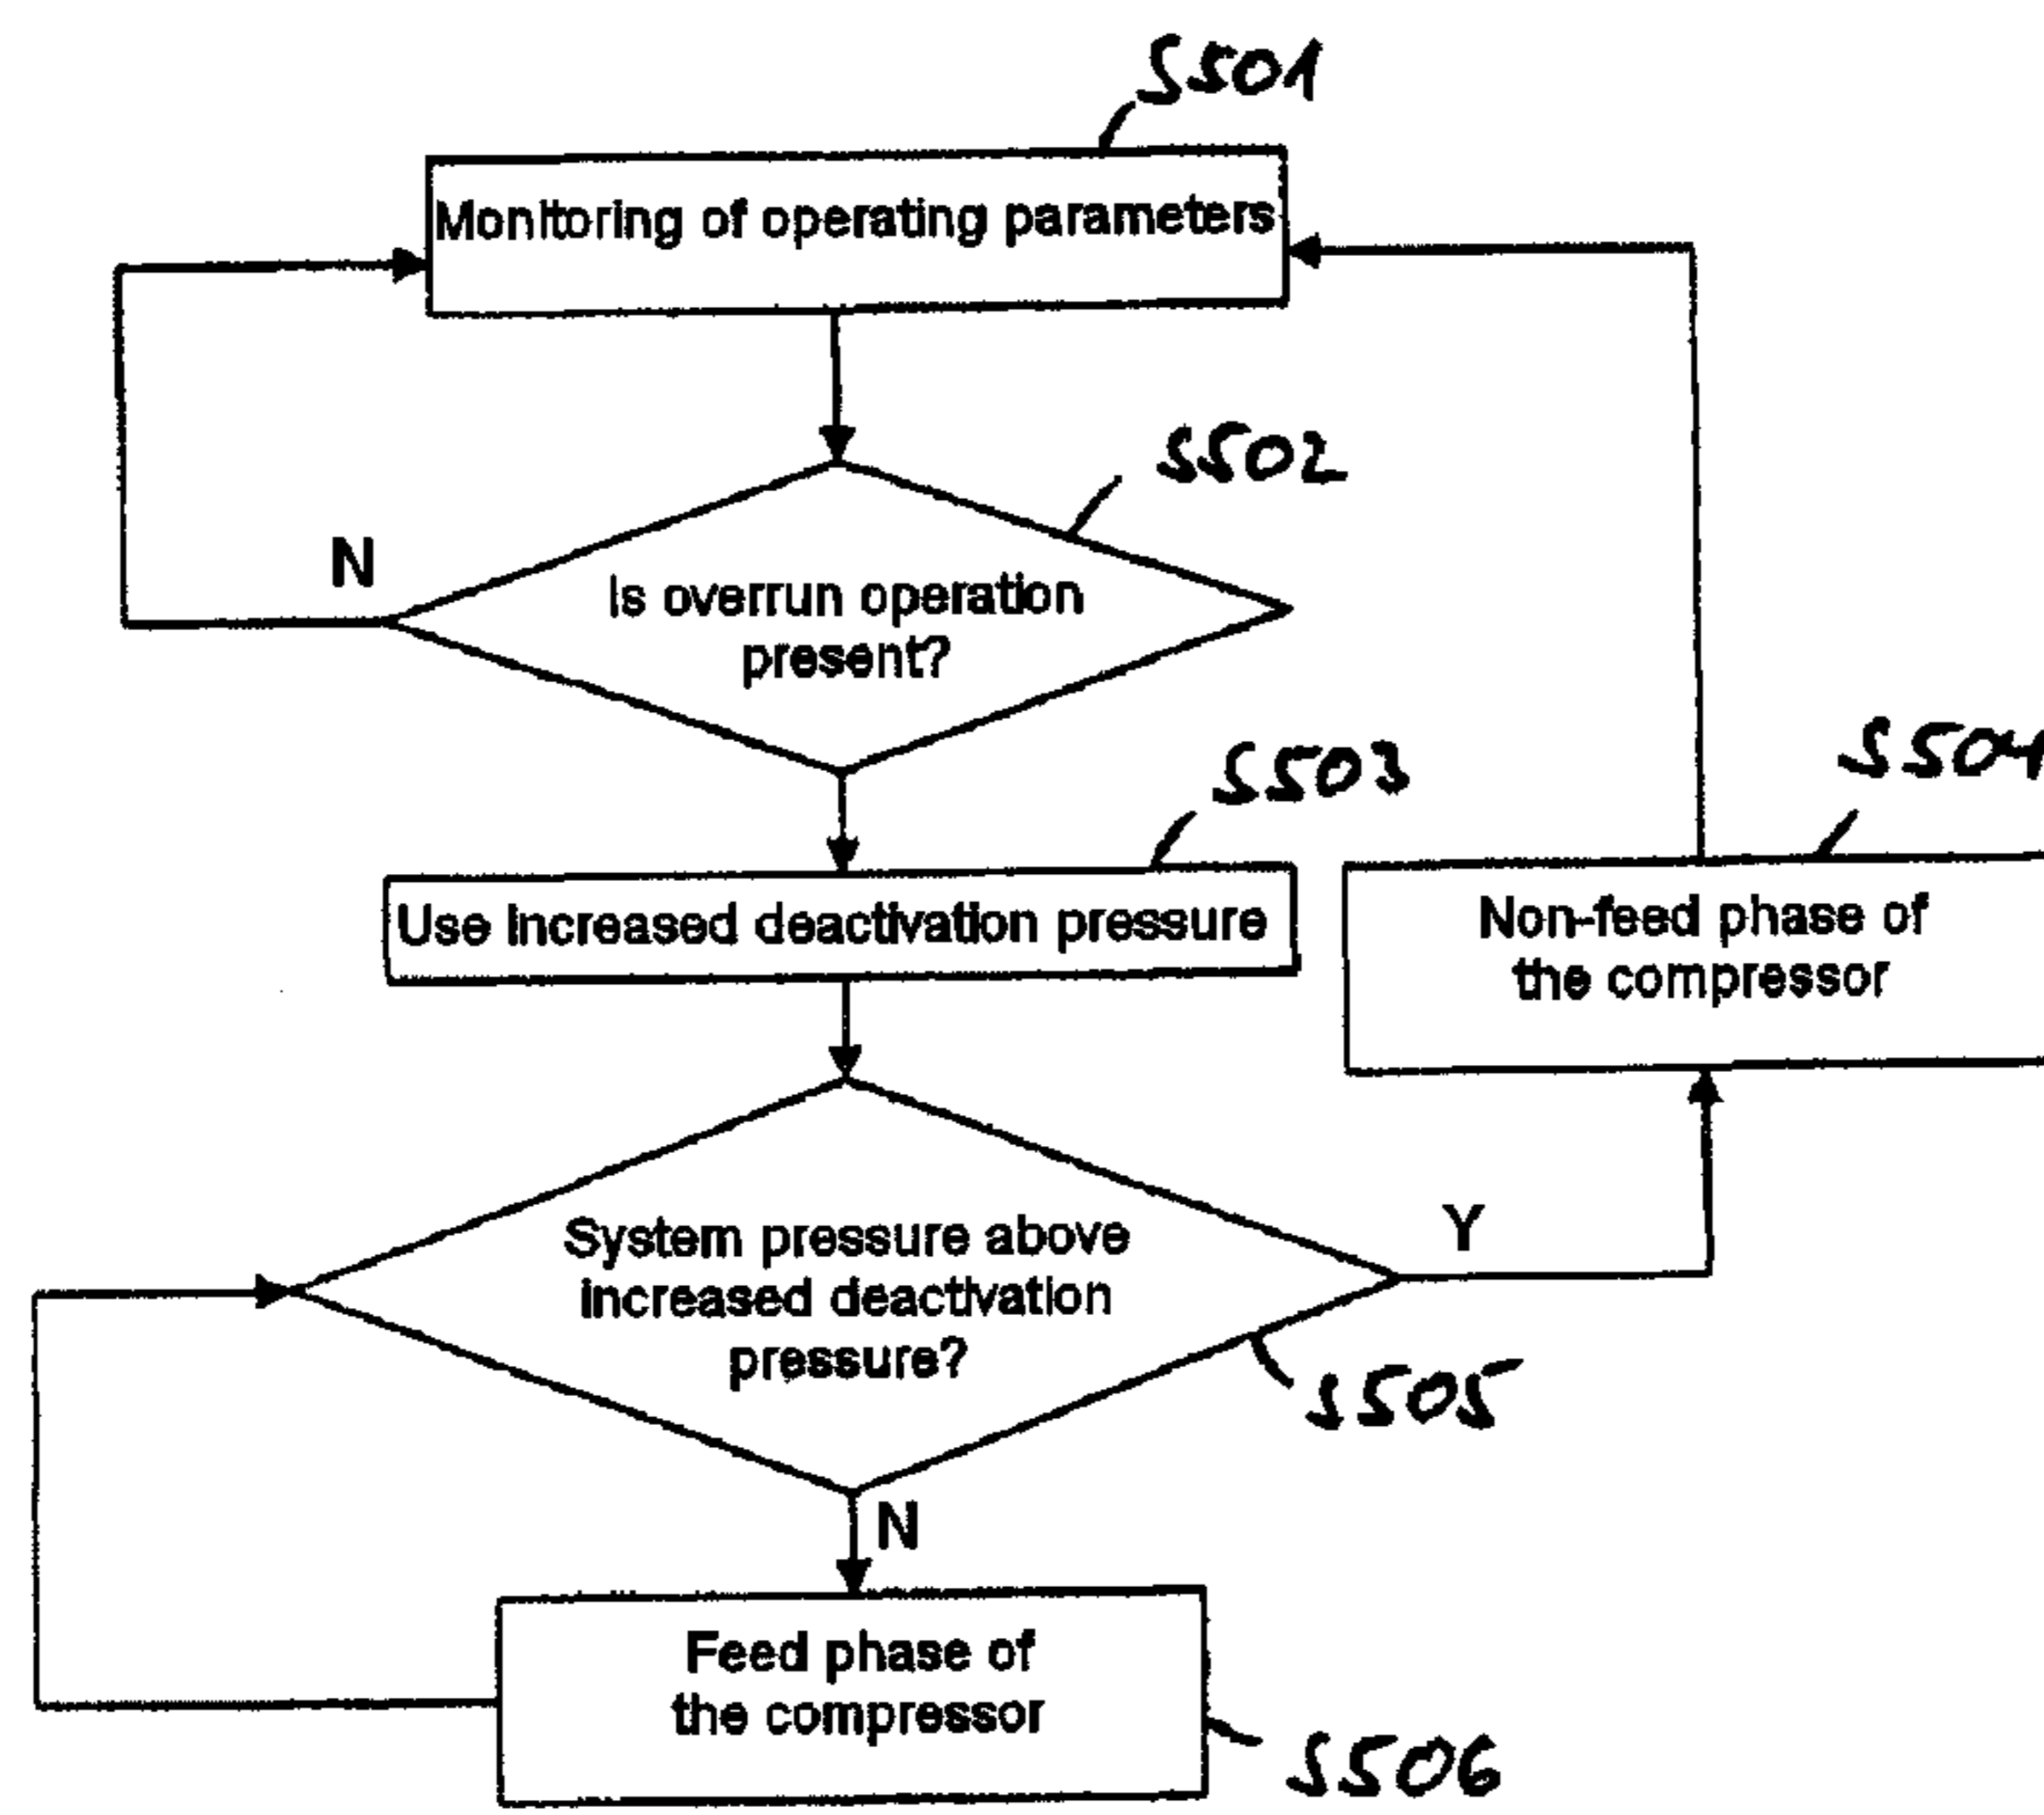 S501
Monitoring of operating parameters
S502
N
Is overrun operation
present?
S503
Use increased deactivation pressure
S504
Non-feed phase of
the compressor
System pressure above
increased deactivation
pressure?
Y
S505
N
Feed phase of
the compressor
S506